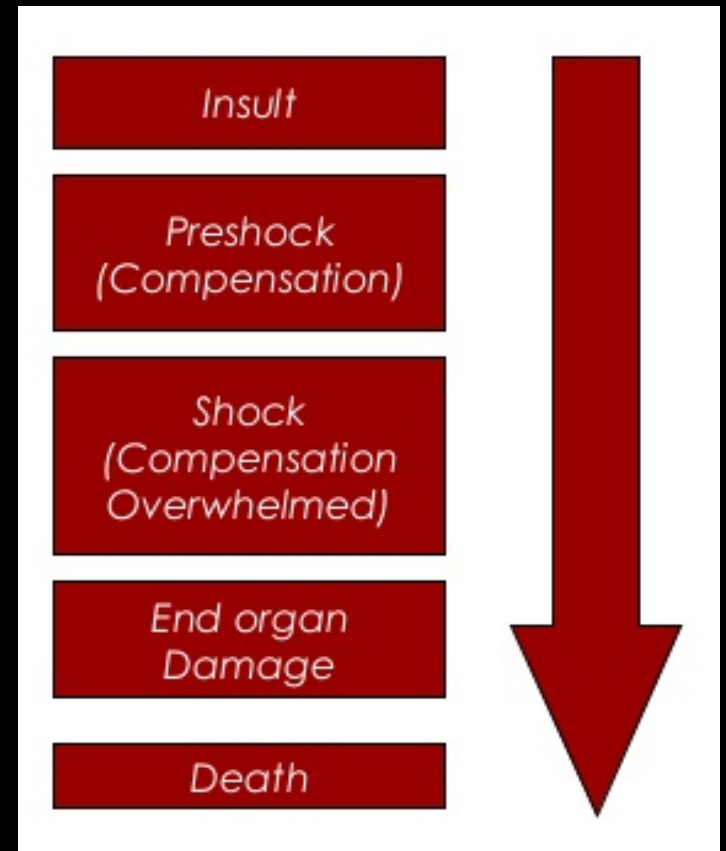 Insult
Preshock
(Compensation)
Shock
(Compensation
Overwhelmed)
End organ
Damage
Death